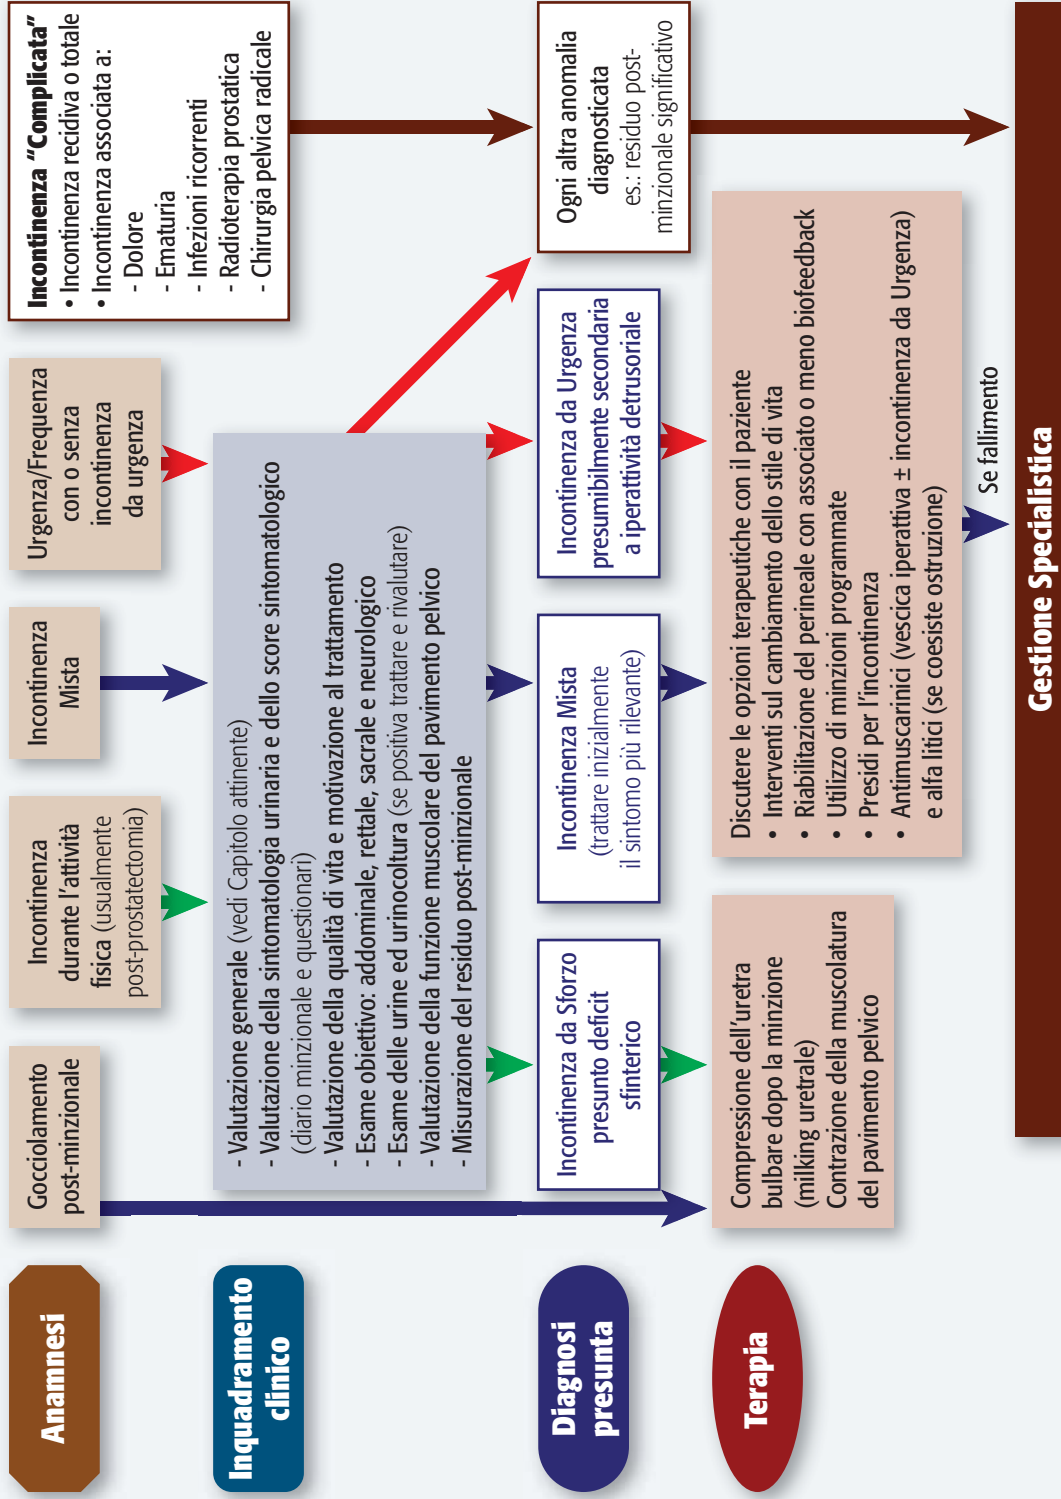 Anamnesi
Gocciolamento
post-minzionale
Incontinenza
durante l'attività
fisica (usualmente
post-prostatectomia)
Incontinenza
Mista
Urgenza/Frequenza
con o senza
incontinenza
da urgenza
Incontinenza "Complicata"
• Incontinenza recidiva o totale
• Incontinenza associata a:
- Dolore
- Ematuria
- Infezioni ricorrenti
- Radioterapia prostatica
- Chirurgia pelvica radicale
Inquadramento
clinico
- Valutazione generale (vedi Capitolo attinente)
- Valutazione della sintomatologia urinaria e dello score sintomatologico
(diario minzionale e questionari)
- Valutazione della qualità di vita e motivazione al trattamento
- Esame obiettivo: addominale, rettale, sacrale e neurologico
- Esame delle urine ed urinocoltura (se positiva trattare e rivalutare)
- Valutazione della funzione muscolare del pavimento pelvico
- Misurazione del residuo post-minzionale
Diagnosi
presunta
Incontinenza da Sforzo
presunto deficit
sfinterico
Incontinenza Mista
(trattare inizialmente
il sintomo più rilevante)
Incontinenza da Urgenza
presumibilmente secondaria
a iperattività detrusoriale
Ogni altra anomalia
diagnosticata
es.: residuo post-
minzionale significativo
Terapia
Compressione dell'uretra
bulbare dopo la minzione
(milking uretrale)
Contrazione della muscolatura
del pavimento pelvico
Discutere le opzioni terapeutiche con il paziente
• Interventi sul cambiamento dello stile di vita
• Riabilitazione del perineale con associato o meno biofeedback
• Utilizzo di minzioni programmate
• Presidi per l'incontinenza
• Antimuscarinici (vescica iperattiva ± incontinenza da Urgenza)
e alfa litici (se coesiste ostruzione)
Se fallimento
Gestione Specialistica